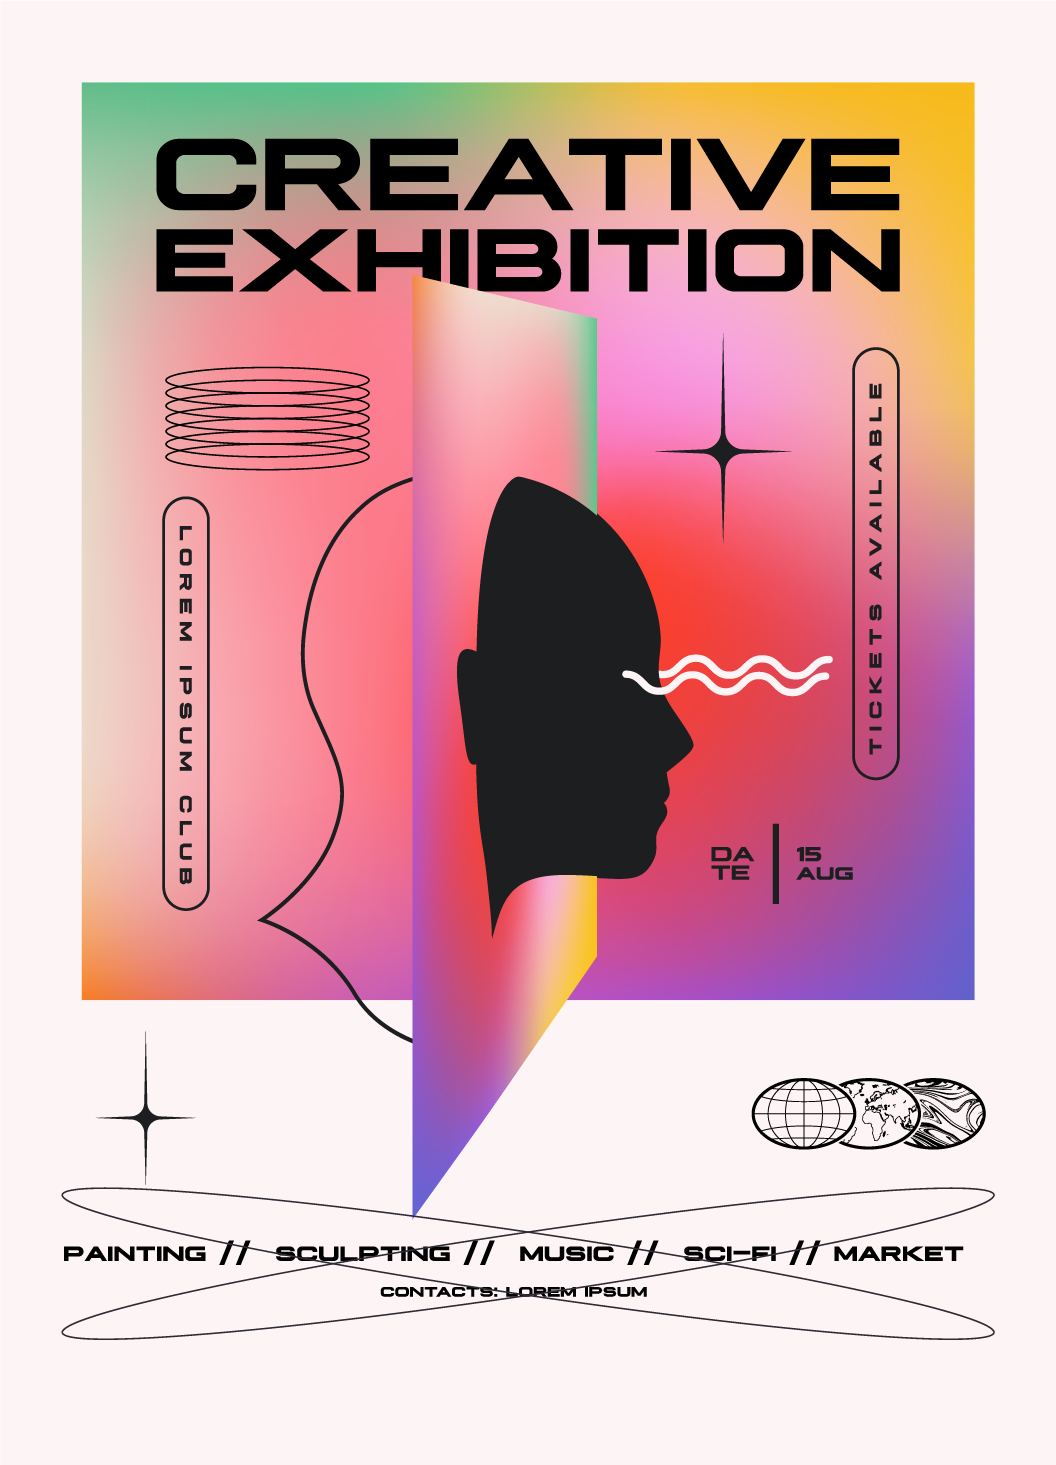 CREATIVE
EXHIBITION
LOREM IPSUM CLUB
TICKETS AVAILABLE
DA
TE
15
AUG
PAINTING // SCULPTING // MUSIC // SCI-FI // MARKET
CONTACTS: LOREM IPSUM